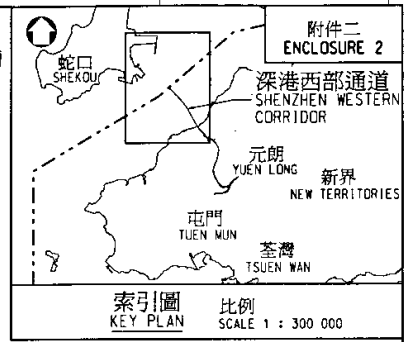 附件二
ENCLOSURE 2
蛇口
SHEKOU
深港西部通道
SHENZHEN WESTERN
CORRIDOR
元朗
YUEN LONG
新界
NEW TERRITORIES
屯門
TUEN MUN
荃灣
TSUEN WAN
索引圖
KEY PLAN
比例
SCALE 1 : 300 000